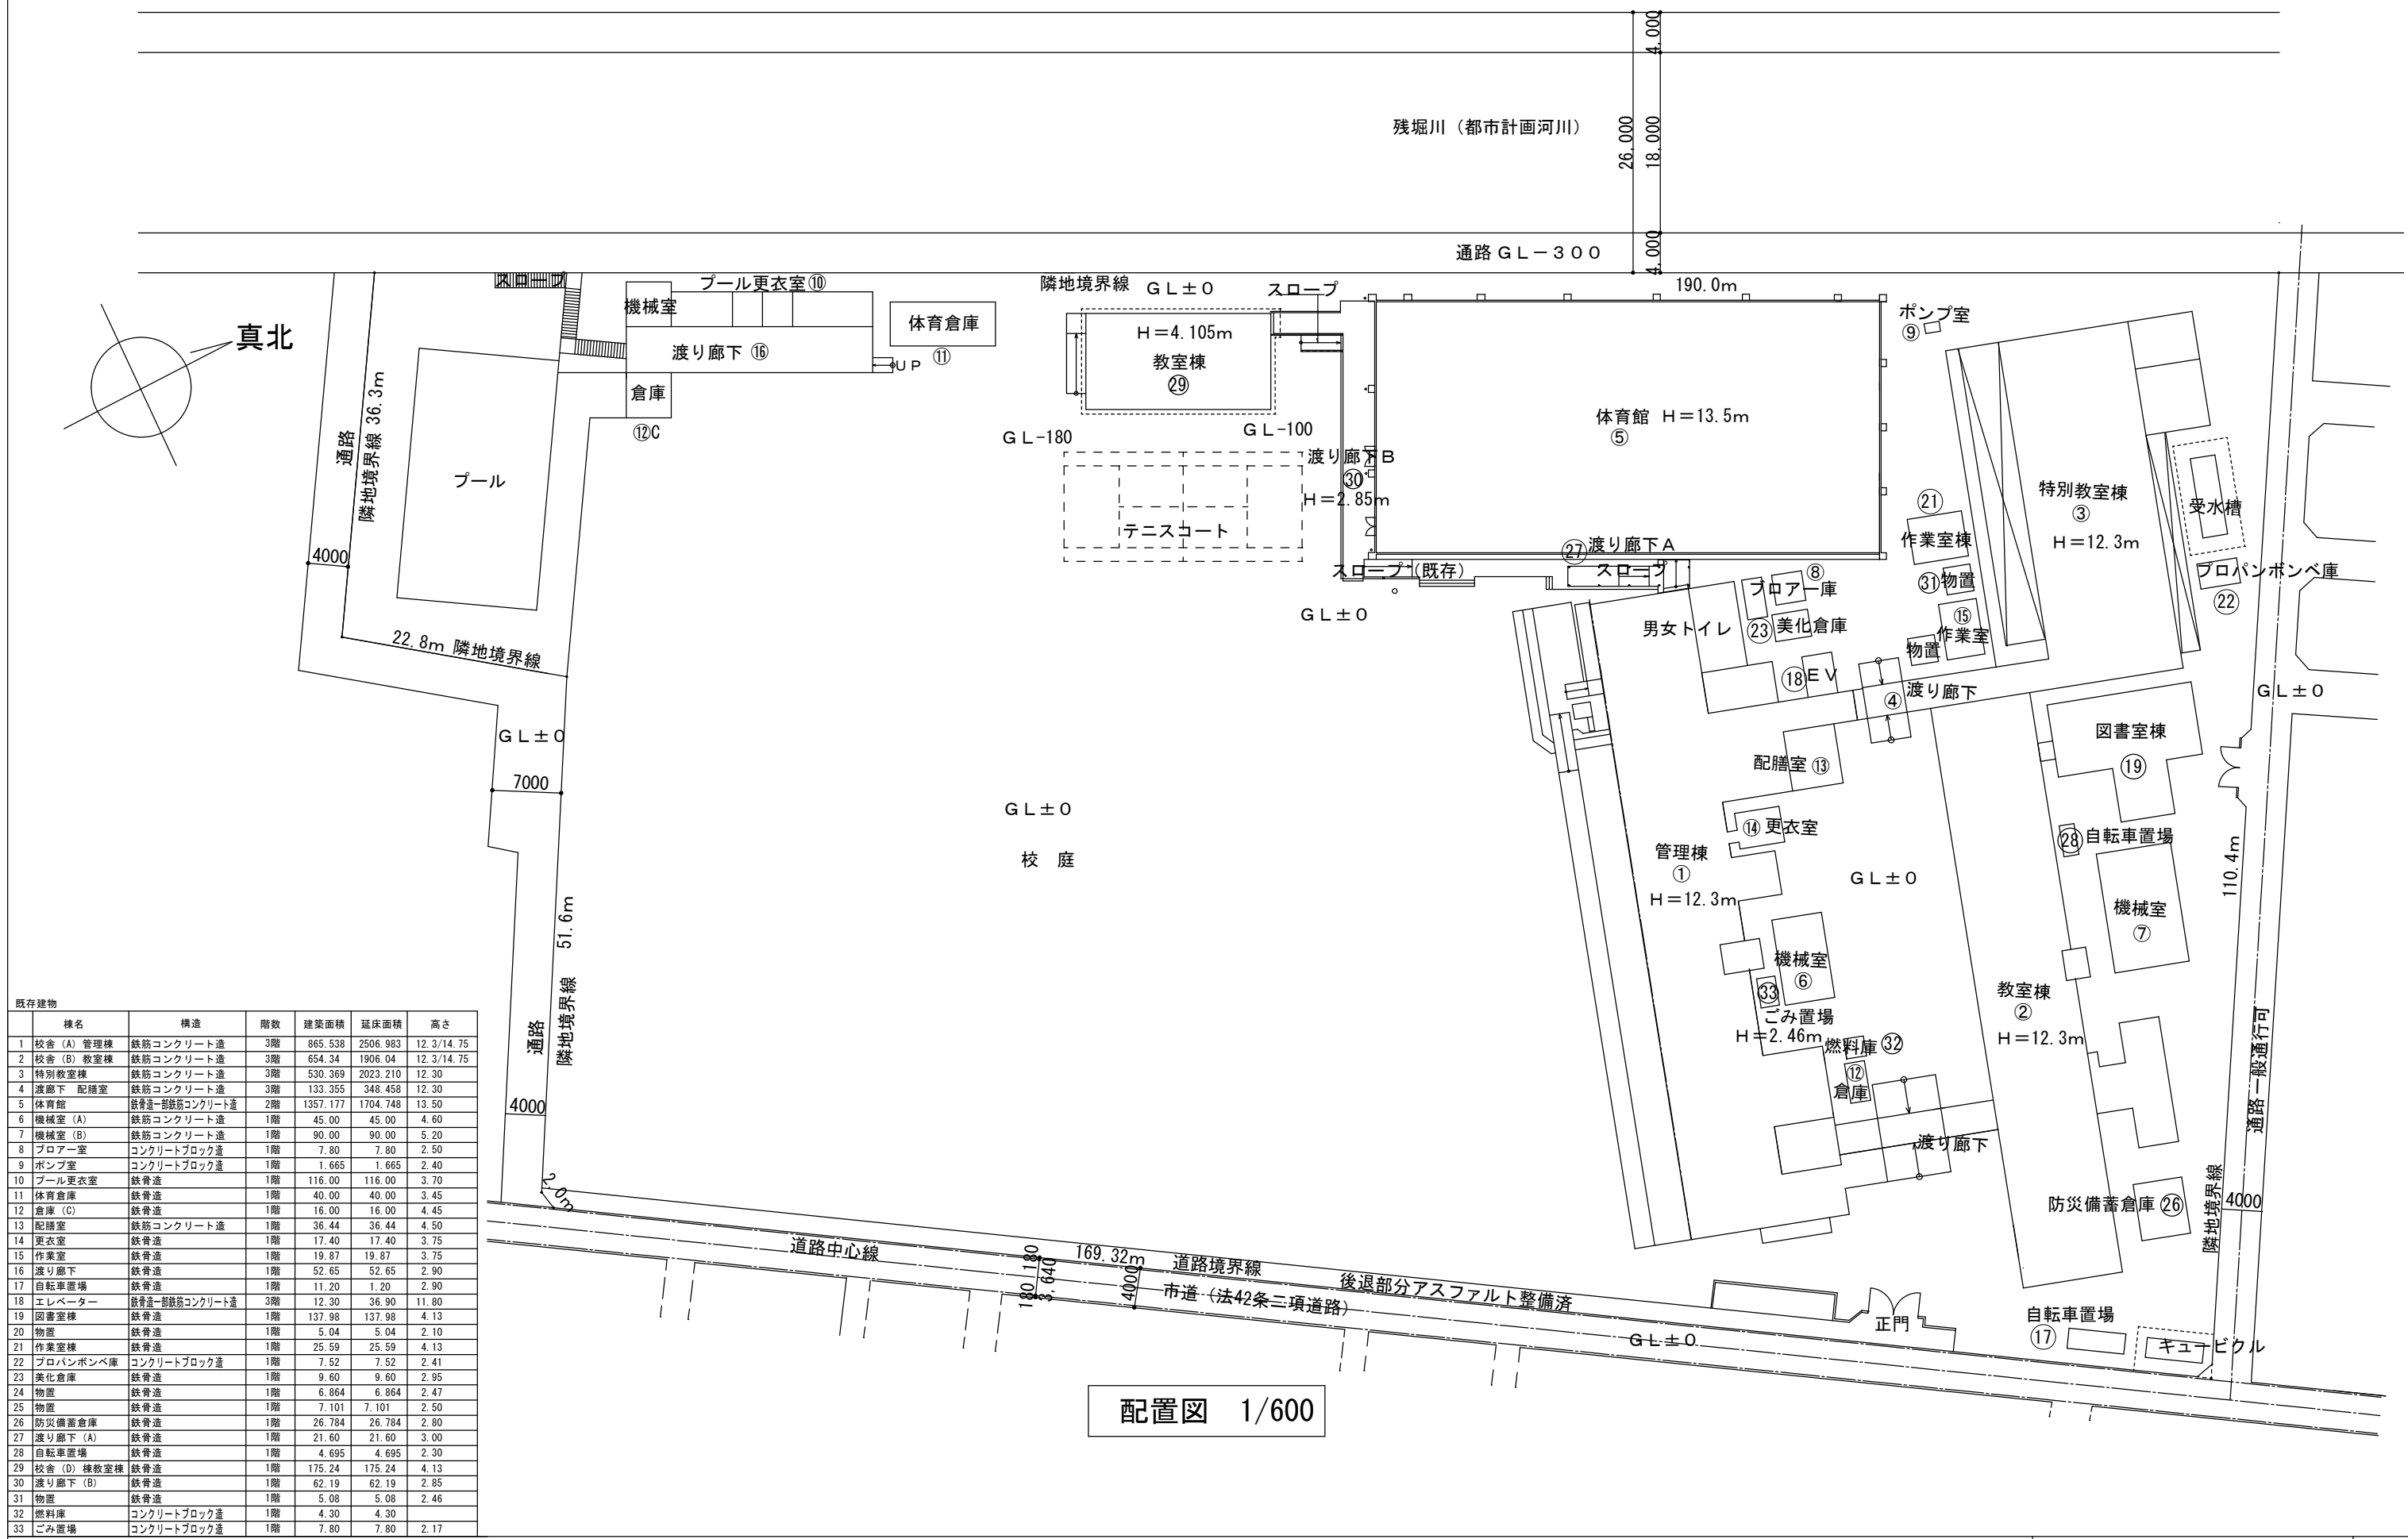 4,000
残堀川（都市計画河川）
26,000
18,000
通路ＧＬ－３００
4,000
190.0m
真北
スロープ
機械室
プール更衣室⑩
体育倉庫
⑪
渡り廊下 ⑯
ＵＰ
倉庫
⑫C
隣地境界線
ＧＬ±０
スロープ
Ｈ＝4.105m
教室棟
㉙
ＧＬ-180
ＧＬ-100
渡り廊下Ｂ
㉚
Ｈ＝2.85m
テニスコート
体育館 Ｈ＝13.5m
⑤
ポンプ室
⑨
特別教室棟
③
Ｈ＝12.3m
受水槽
プロパンボンベ庫
㉒
㉑
作業室棟
㉛物置
⑮
作業室
物置
㉗渡り廊下Ａ
スロープ（既存）
スロープ
ＧＬ±０
⑧
ブロアー庫
㉓美化倉庫
男女トイレ
⑱ＥＶ
④
渡り廊下
通路
隣地境界線 36.3m
プール
4000
22.8m 隣地境界線
ＧＬ±０
7000
ＧＬ±０
校 庭
配膳室⑬
⑭更衣室
管理棟
①
Ｈ＝12.3m
ＧＬ±０
図書室棟
⑲
ＧＬ±０
㉘自転車置場
機械室
⑦
110.4m
機械室
⑥
㉝
ごみ置場
Ｈ＝2.46m
燃料庫㉜
⑫
倉庫
教室棟
②
Ｈ＝12.3m
渡り廊下
通路一般通行可
防災備蓄倉庫㉖
隣地境界線
4000
隣地境界線 51.6m
通路
4000
2.0m
道路中心線
180 180
3,640
4000
169.32m 道路境界線
市道（法42条二項道路）
後退部分アスファルト整備済
ＧＬ±０
正門
自転車置場
⑰
キュービクル
配置図 1/600
既存建物
棟名 構造 階数 建築面積 延床面積 高さ
1 校舎（A）管理棟 鉄筋コンクリート造 3階 865.538 2506.983 12.3/14.75
2 校舎（B）教室棟 鉄筋コンクリート造 3階 654.34 1906.04 12.3/14.75
3 特別教室棟 鉄筋コンクリート造 3階 530.369 2023.210 12.30
4 渡廊下 配膳室 鉄筋コンクリート造 3階 133.355 348.458 12.30
5 体育館 鉄骨造一部鉄筋コンクリート造 2階 1357.177 1704.748 13.50
6 機械室（A） 鉄筋コンクリート造 1階 45.00 45.00 4.60
7 機械室（B） 鉄筋コンクリート造 1階 90.00 90.00 5.20
8 ブロアー室 コンクリートブロック造 1階 7.80 7.80 2.50
9 ポンプ室 コンクリートブロック造 1階 1.665 1.665 2.40
10 プール更衣室 鉄骨造 1階 116.00 116.00 3.70
11 体育倉庫 鉄骨造 1階 40.00 40.00 3.45
12 倉庫（C） 鉄骨造 1階 16.00 16.00 4.45
13 配膳室 鉄筋コンクリート造 1階 36.44 36.44 4.50
14 更衣室 鉄骨造 1階 17.40 17.40 3.75
15 作業室 鉄骨造 1階 19.87 19.87 3.75
16 渡り廊下 鉄骨造 1階 52.65 52.65 2.90
17 自転車置場 鉄骨造 1階 11.20 1.20 2.90
18 エレベーター 鉄骨造一部鉄筋コンクリート造 3階 12.30 36.90 11.80
19 図書室棟 鉄骨造 1階 137.98 137.98 4.13
20 物置 鉄骨造 1階 5.04 5.04 2.10
21 作業室棟 鉄骨造 1階 25.59 25.59 4.13
22 プロパンボンベ庫 コンクリートブロック造 1階 7.52 7.52 2.41
23 美化倉庫 鉄骨造 1階 9.60 9.60 2.95
24 物置 鉄骨造 1階 6.864 6.864 2.47
25 物置 鉄骨造 1階 7.101 7.101 2.50
26 防災備蓄倉庫 鉄骨造 1階 26.784 26.784 2.80
27 渡り廊下（A） 鉄骨造 1階 21.60 21.60 3.00
28 自転車置場 鉄骨造 1階 4.695 4.695 2.30
29 校舎（D）棟教室棟 鉄骨造 1階 175.24 175.24 4.13
30 渡り廊下（B） 鉄骨造 1階 62.19 62.19 2.85
31 物置 鉄骨造 1階 5.08 5.08 2.46
32 燃料庫 コンクリートブロック造 1階 4.30 4.30
33 ごみ置場 コンクリートブロック造 1階 7.80 7.80 2.17